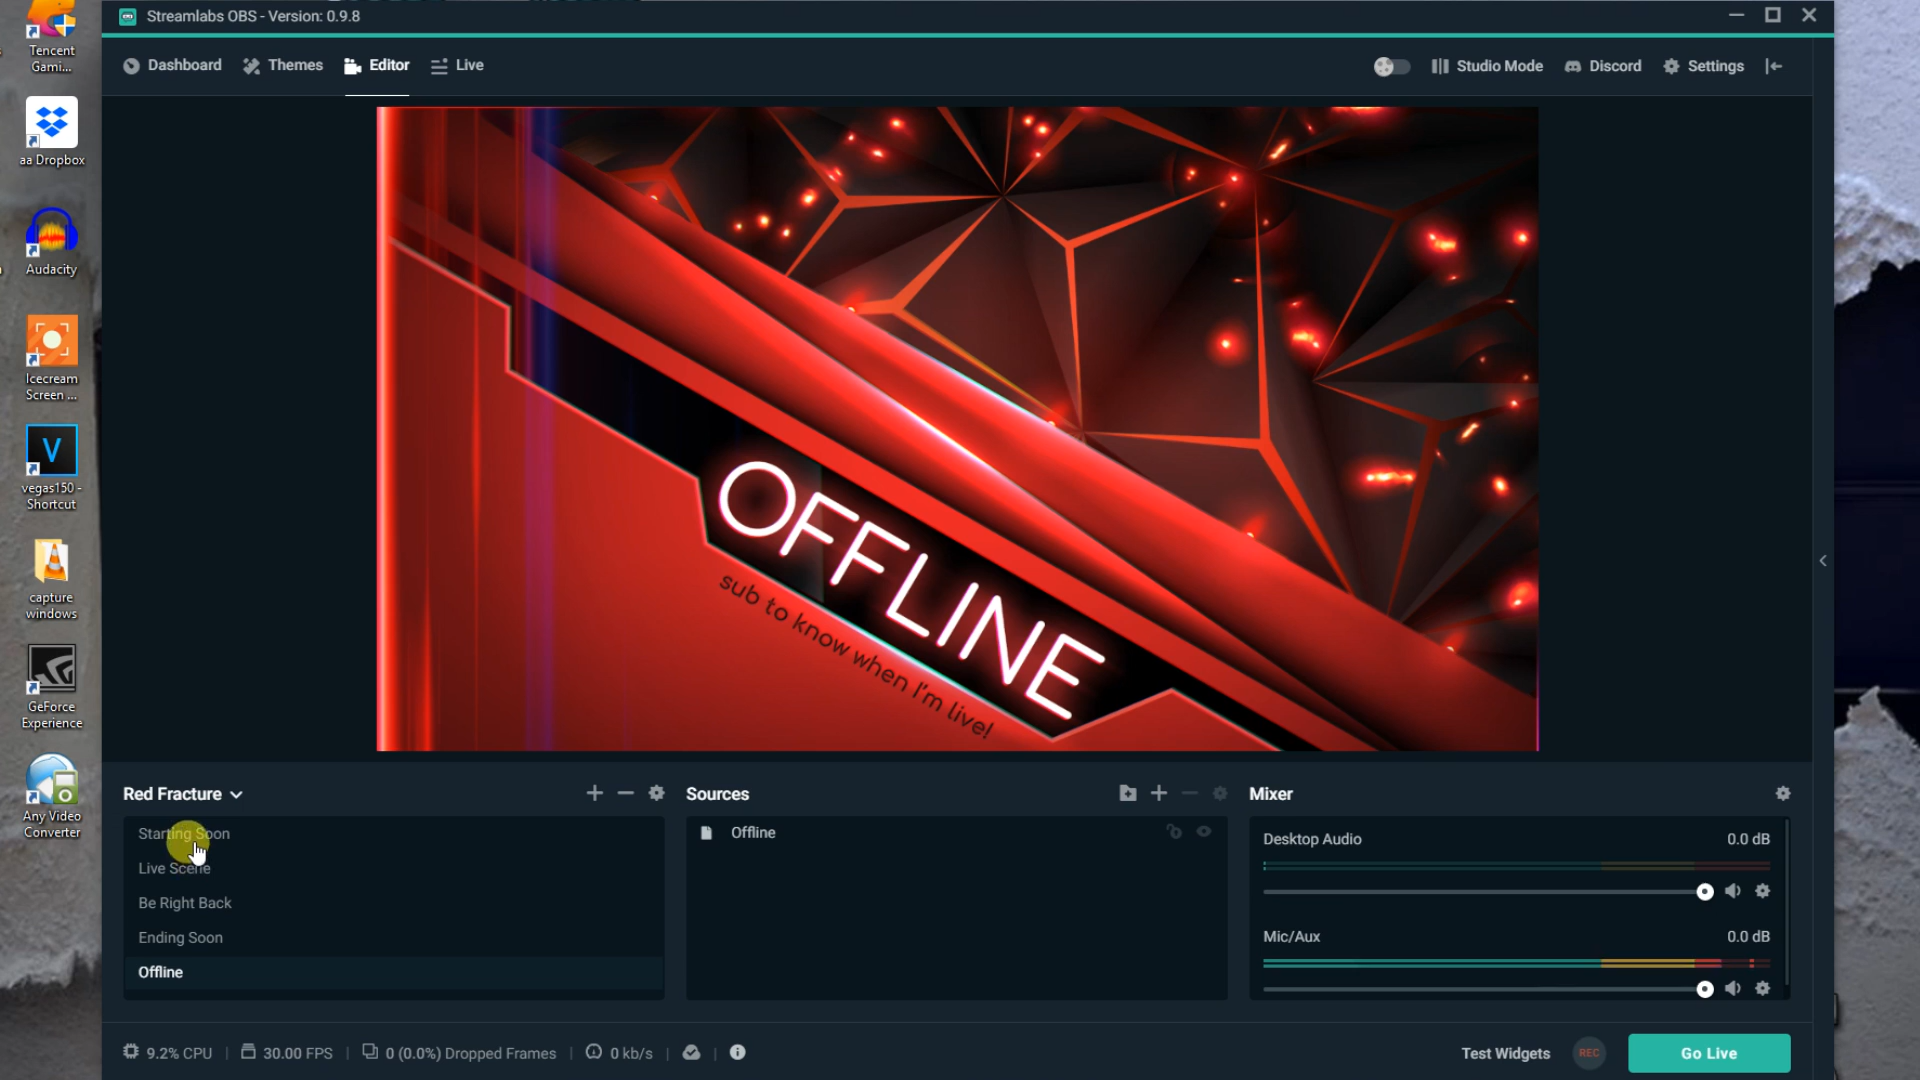 Streamlabs OBS - Version: 0.9.8
Dashboard
Themes
Editor
Live
Studio Mode
Discord
Settings
Tencent
Gami...
aa Dropbox
Audacity
Icecream
Screen ...
vegas150 -
Shortcut
capture
windows
GeForce
Experience
Any Video
Converter
OFFLINE
sub to know when I'm live!
Red Fracture
Starting Soon
Live Scene
Be Right Back
Ending Soon
Offline
Sources
Offline
Mixer
Desktop Audio
0.0 dB
Mic/Aux
0.0 dB
9.2% CPU
30.00 FPS
0 (0.0%) Dropped Frames
0 kb/s
Test Widgets
REC
Go Live